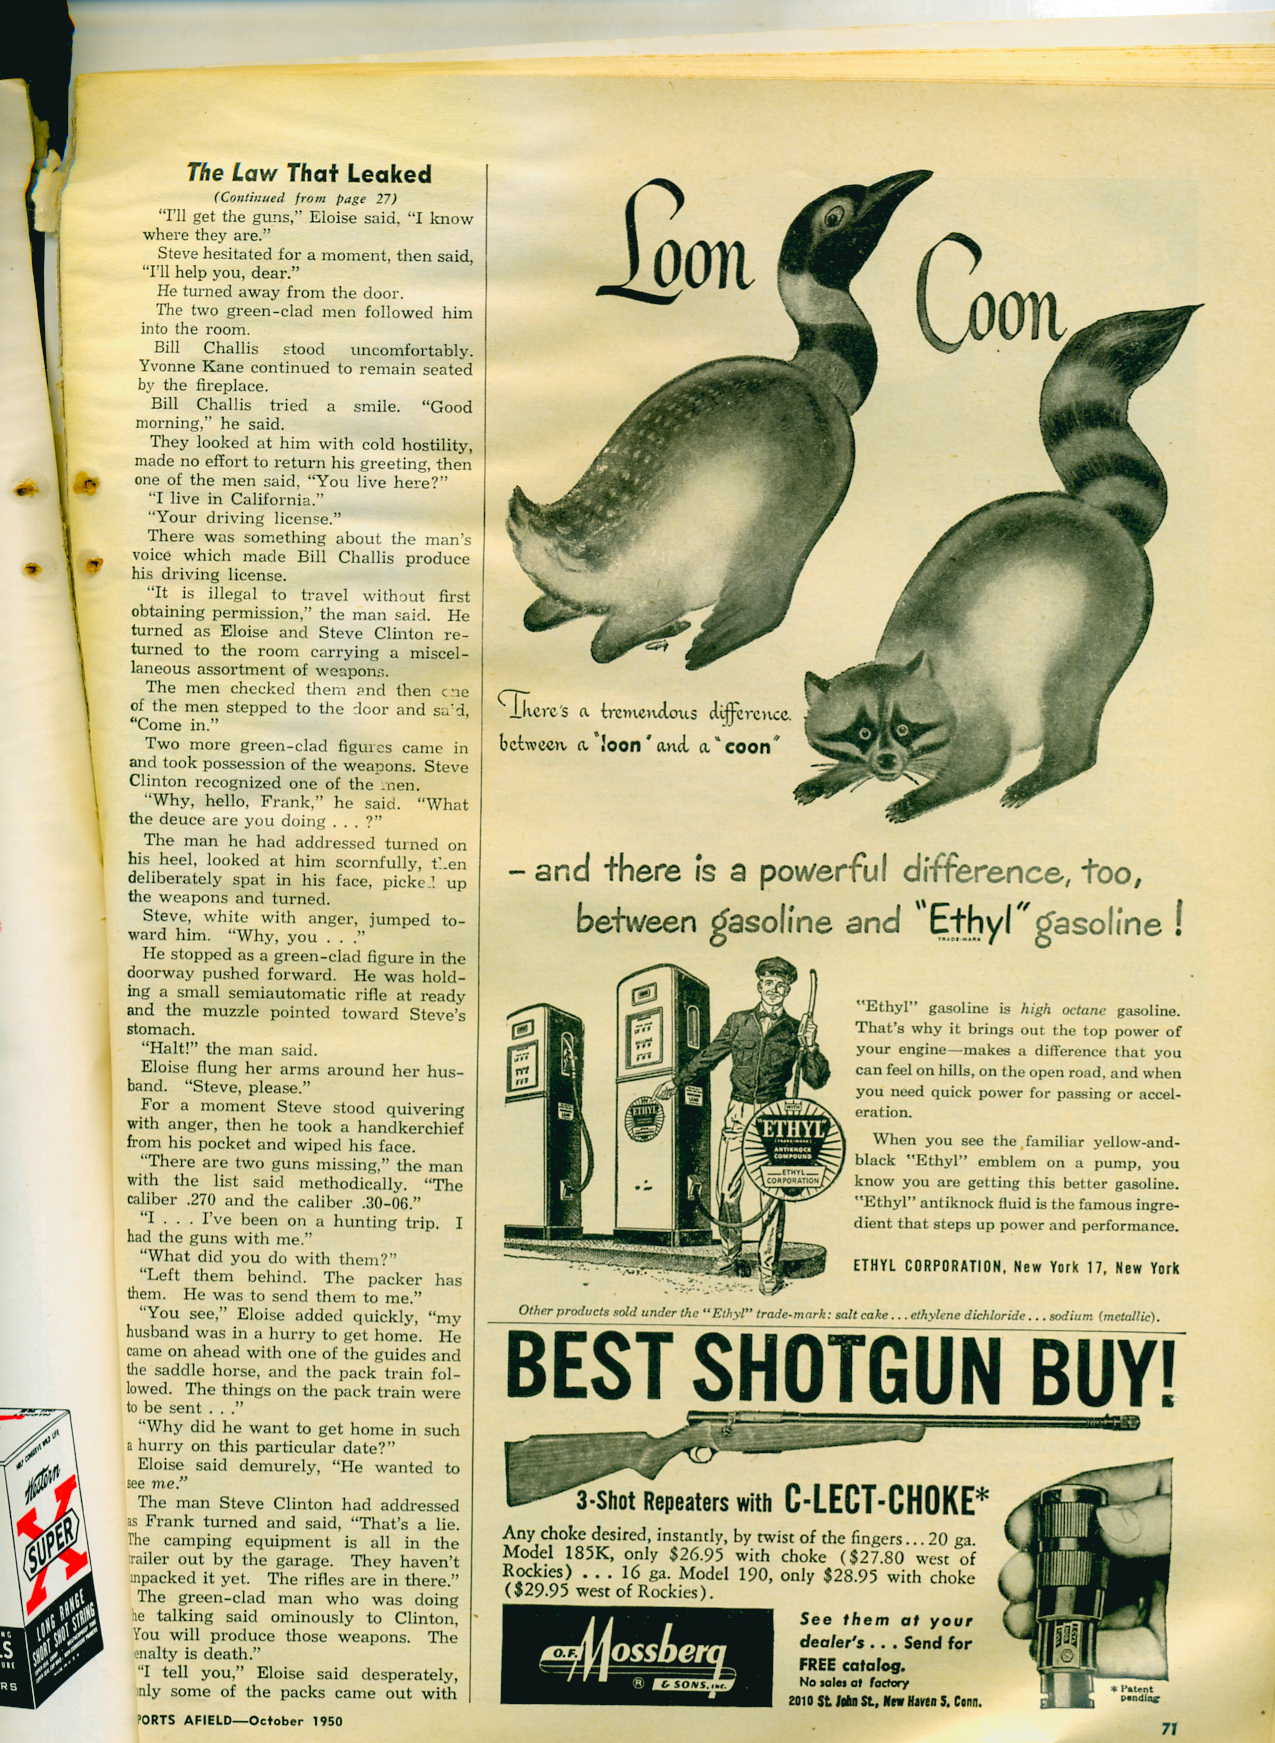 The Law That Leaked
(Continued from page 27)
"I'll get the guns," Eloise said, "I know
where they are."
Steve hesitated for a moment, then said,
"I'll help you, dear."
He turned away from the door.
The two green-clad men followed him
into the room.
Bill Challis stood uncomfortably.
Yvonne Kane continued to remain seated
by the fireplace.
Bill Challis tried a smile. "Good
morning," he said.
They looked at him with cold hostility,
made no effort to return his greeting, then
one of the men said, "You live here?"
"I live in California."
"Your driving license."
There was something about the man's
voice which made Bill Challis produce
his driving license.
"It is illegal to travel without first
obtaining permission," the man said. He
turned as Eloise and Steve Clinton re-
turned to the room carrying a miscel-
laneous assortment of weapons.
The men checked them and then one
of the men stepped to the door and said,
"Come in."
Two more green-clad figures came in
and took possession of the weapons. Steve
Clinton recognized one of the men.
"Why, hello, Frank," he said. "What
the deuce are you doing . . . ?"
The man he had addressed turned on
his heel, looked at him scornfully, then
deliberately spat in his face, picked up
the weapons and turned.
Steve, white with anger, jumped to-
ward him. "Why, you . . ."
He stopped as a green-clad figure in the
doorway pushed forward. He was hold-
ing a small semiautomatic rifle at ready
and the muzzle pointed toward Steve's
stomach.
"Halt!" the man said.
Eloise flung her arms around her hus-
band. "Steve, please."
For a moment Steve stood quivering
with anger, then he took a handkerchief
from his pocket and wiped his face.
"There are two guns missing," the man
with the list said methodically. "The
caliber .270 and the caliber .30-06."
"I . . . I've been on a hunting trip. I
had the guns with me."
"What did you do with them?"
"Left them behind. The packer has
them. He was to send them to me."
"You see," Eloise added quickly, "my
husband was in a hurry to get home. He
came on ahead with one of the guides and
the saddle horse, and the pack train fol-
lowed. The things on the pack train were
to be sent . . ."
"Why did he want to get home in such
a hurry on this particular date?"
Eloise said demurely, "He wanted to
see me."
The man Steve Clinton had addressed
as Frank turned and said, "That's a lie.
The camping equipment is all in the
railer out by the garage. They haven't
npacked it yet. The rifles are in there."
The green-clad man who was doing
he talking said ominously to Clinton,
You will produce those weapons. The
enalty is death."
"I tell you," Eloise said desperately,
nly some of the packs came out with
PORTS AFIELD—October 1950
Loon
Coon
There's a tremendous difference
between a "loon" and a "coon"
– and there is a powerful difference, too,
between gasoline and "Ethyl" gasoline !
TRADE-MARK
ETHYL
WITH
"ETHYL"
TRADE-MARK
ANTIKNOCK
COMPOUND
ETHYL
CORPORATION
"Ethyl" gasoline is high octane gasoline.
That's why it brings out the top power of
your engine—makes a difference that you
can feel on hills, on the open road, and when
you need quick power for passing or accel-
eration.
When you see the familiar yellow-and-
black "Ethyl" emblem on a pump, you
know you are getting this better gasoline.
"Ethyl" antiknock fluid is the famous ingre-
dient that steps up power and performance.
ETHYL CORPORATION, New York 17, New York
Other products sold under the "Ethyl" trade-mark: salt cake . . . ethylene dichloride . . . sodium (metallic).
BEST SHOTGUN BUY!
3-Shot Repeaters with C-LECT-CHOKE*
Any choke desired, instantly, by twist of the fingers...20 ga.
Model 185K, only $26.95 with choke ($27.80 west of
Rockies) . . . 16 ga. Model 190, only $28.95 with choke
($29.95 west of Rockies).
O.F. Mossberg
® & SONS, INC.
See them at your
dealer's . . . Send for
FREE catalog.
No sales at factory
2010 St. John St., New Haven 5, Conn.
* Patent
pending
71
Western
SUPER
X
LONG RANGE
SHORT SHOT STRING